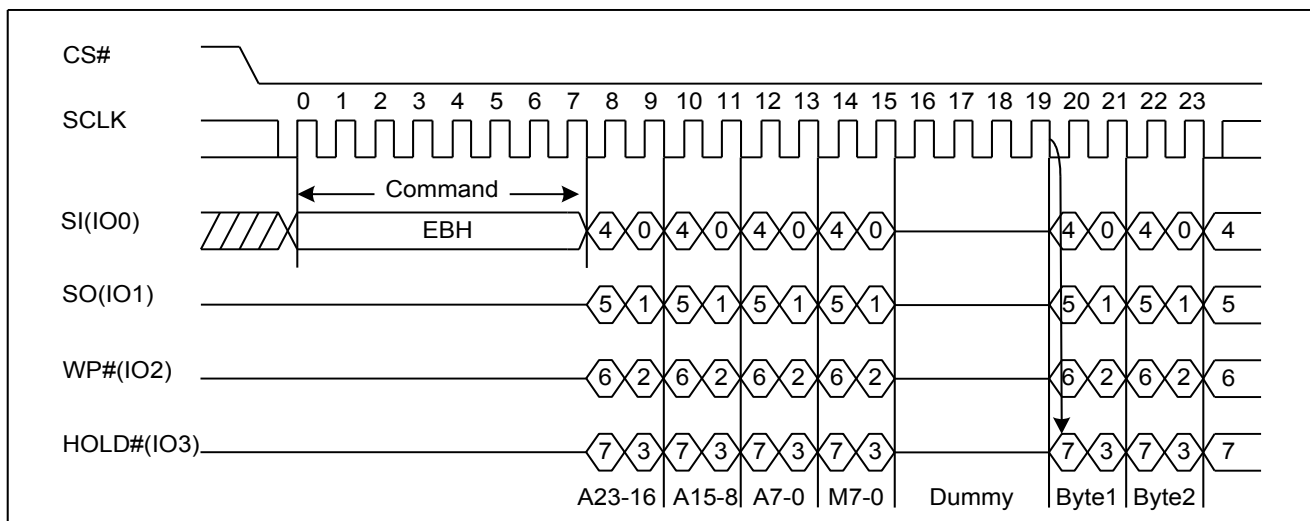 CS#
0 1 2 3 4 5 6 7 8 9 10 11 12 13 14 15 16 17 18 19 20 21 22 23
SCLK
Command
SI(IO0) EBH 4 0 4 0 4 0 4 0 4 0 4 0 4
SO(IO1) 5 1 5 1 5 1 5 1 5 1 5 1 5
WP#(IO2) 6 2 6 2 6 2 6 2 6 2 6 2 6
HOLD#(IO3) 7 3 7 3 7 3 7 3 7 3 7 3 7
A23-16 A15-8 A7-0 M7-0 Dummy Byte1 Byte2